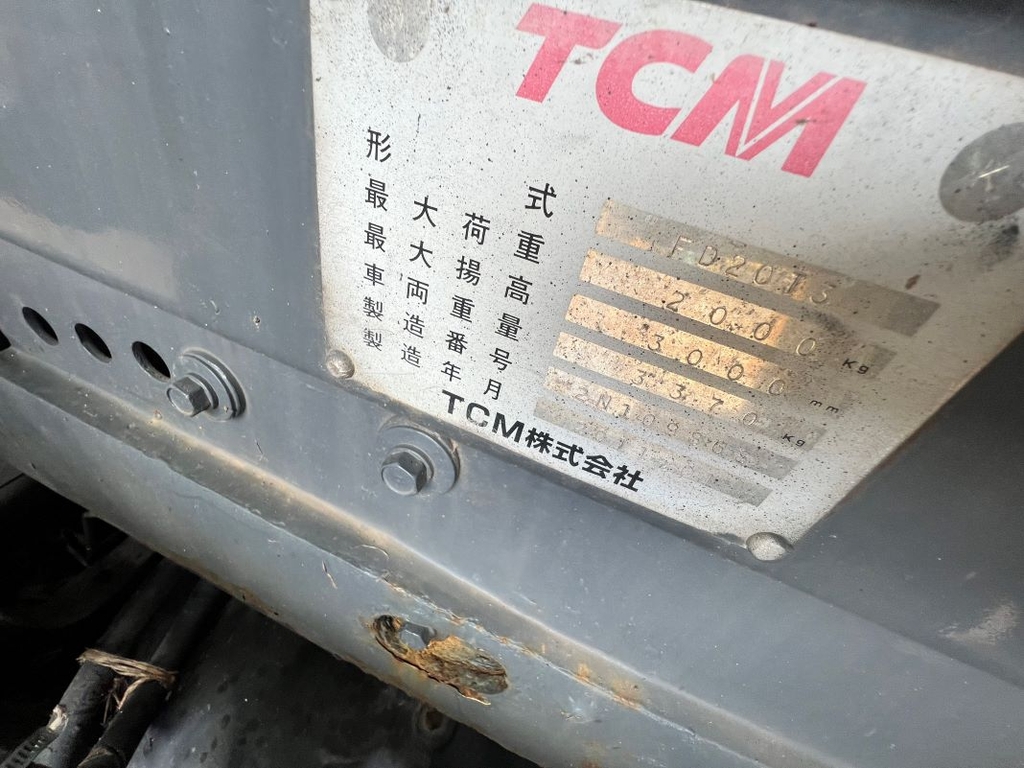 TCM
形 式 FD20T3
最大荷重 2000 Kg
最大揚高 3000 mm
車両重量 3370 Kg
製造番号
製造年月
TCM株式会社